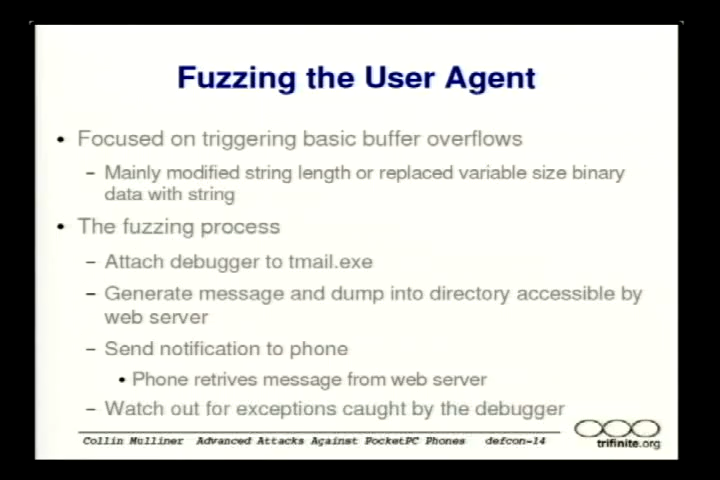 Fuzzing the User Agent
• Focused on triggering basic buffer overflows
– Mainly modified string length or replaced variable size binary
data with string
• The fuzzing process
– Attach debugger to tmail.exe
– Generate message and dump into directory accessible by
web server
– Send notification to phone
• Phone retrives message from web server
– Watch out for exceptions caught by the debugger
Collin Mulliner Advanced Attacks Against PocketPC Phones defcon-14
trifinite.org